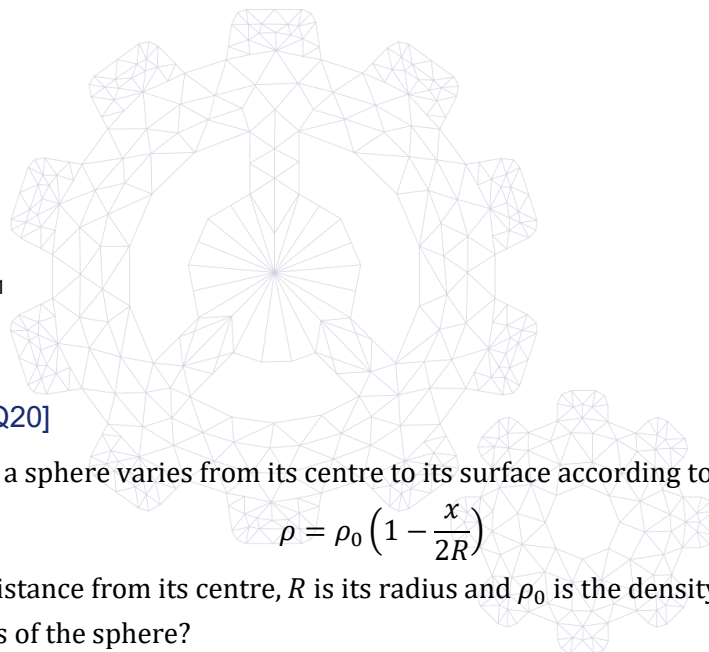 Q20]
a sphere varies from its centre to its surface according to
ρ = ρ₀ (1 − x/2R)
distance from its centre, R is its radius and ρ₀ is the density
s of the sphere?